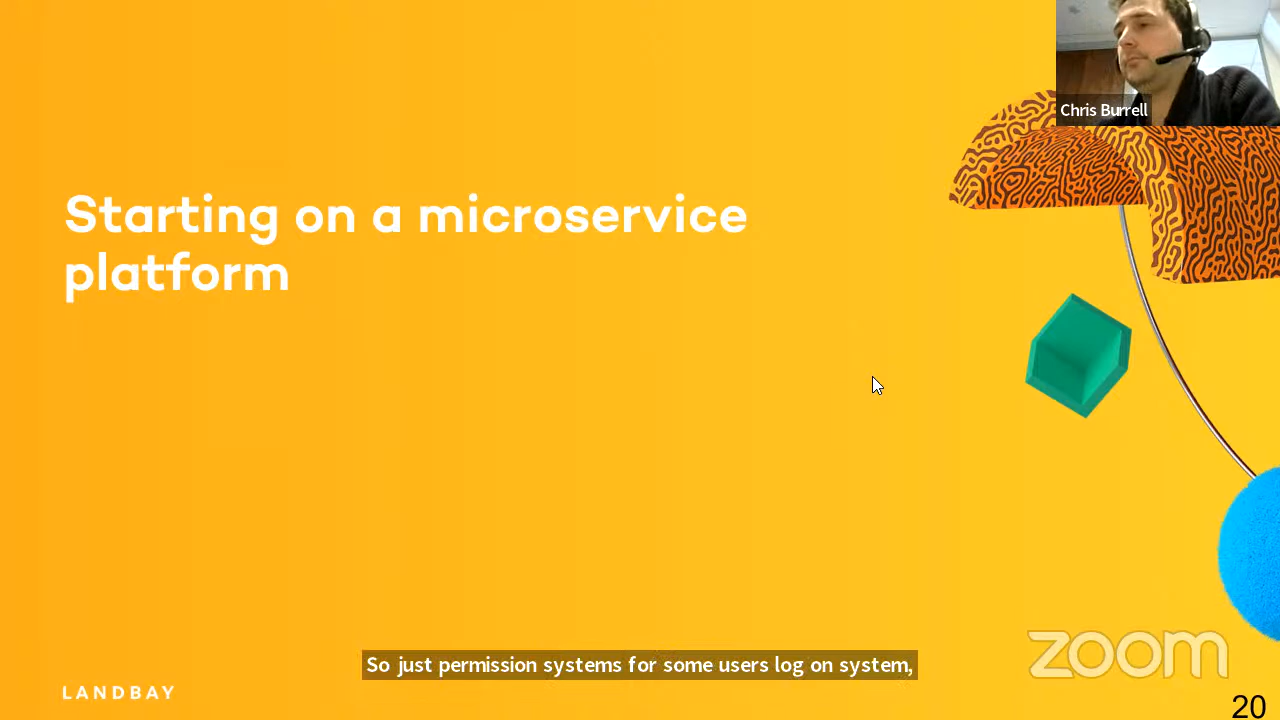 Chris Burrell
Starting on a microservice
platform
So just permission systems for some users log on system,
zoom
LANDBAY
20